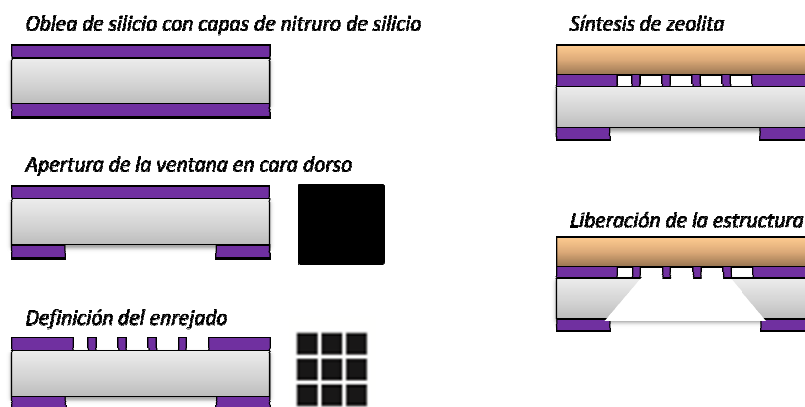 Oblea de silicio con capas de nitruro de silicio
Apertura de la ventana en cara dorso
Definición del enrejado
Síntesis de zeolita
Liberación de la estructura